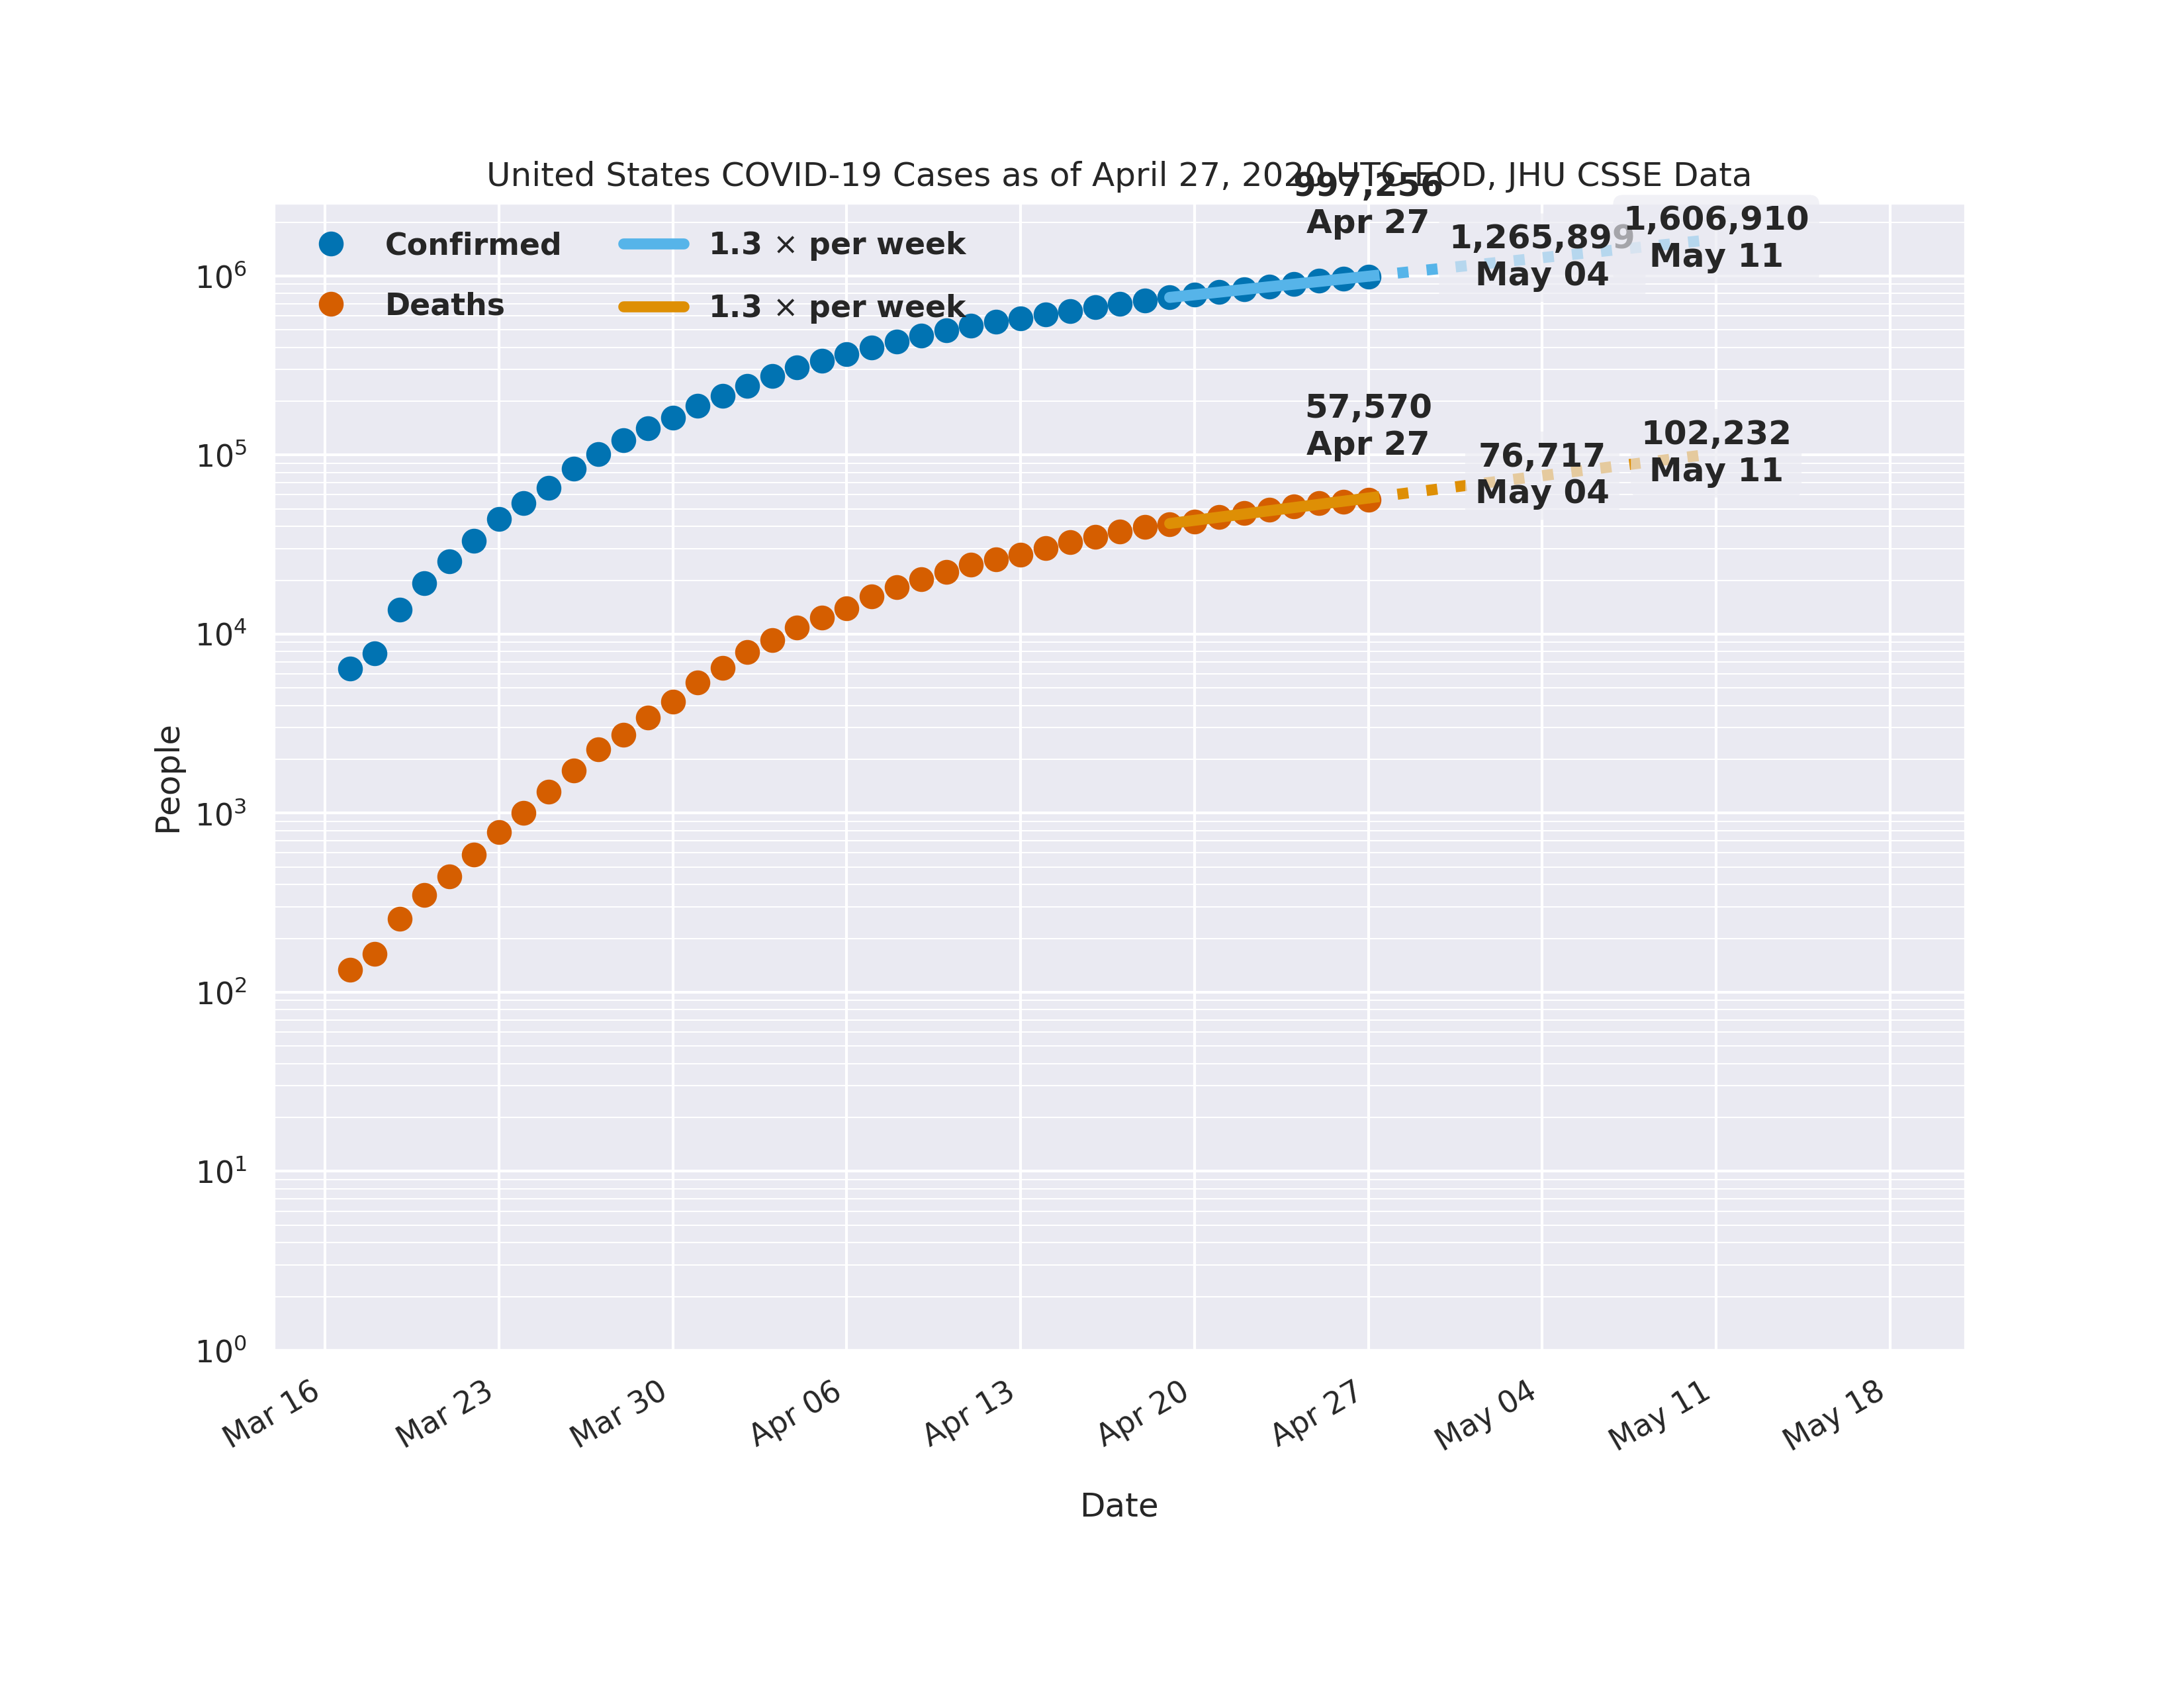 United States COVID-19 Cases as of April 27, 2020 UTC EOD, JHU CSSE Data
997,256
Apr 27
1,265,899
May 04
1,606,910
May 11
Confirmed
Deaths
1.3 × per week
1.3 × per week
57,570
Apr 27
76,717
May 04
102,232
May 11
People
10⁶
10⁵
10⁴
10³
10²
10¹
10⁰
Mar 16
Mar 23
Mar 30
Apr 06
Apr 13
Apr 20
Apr 27
May 04
May 11
May 18
Date